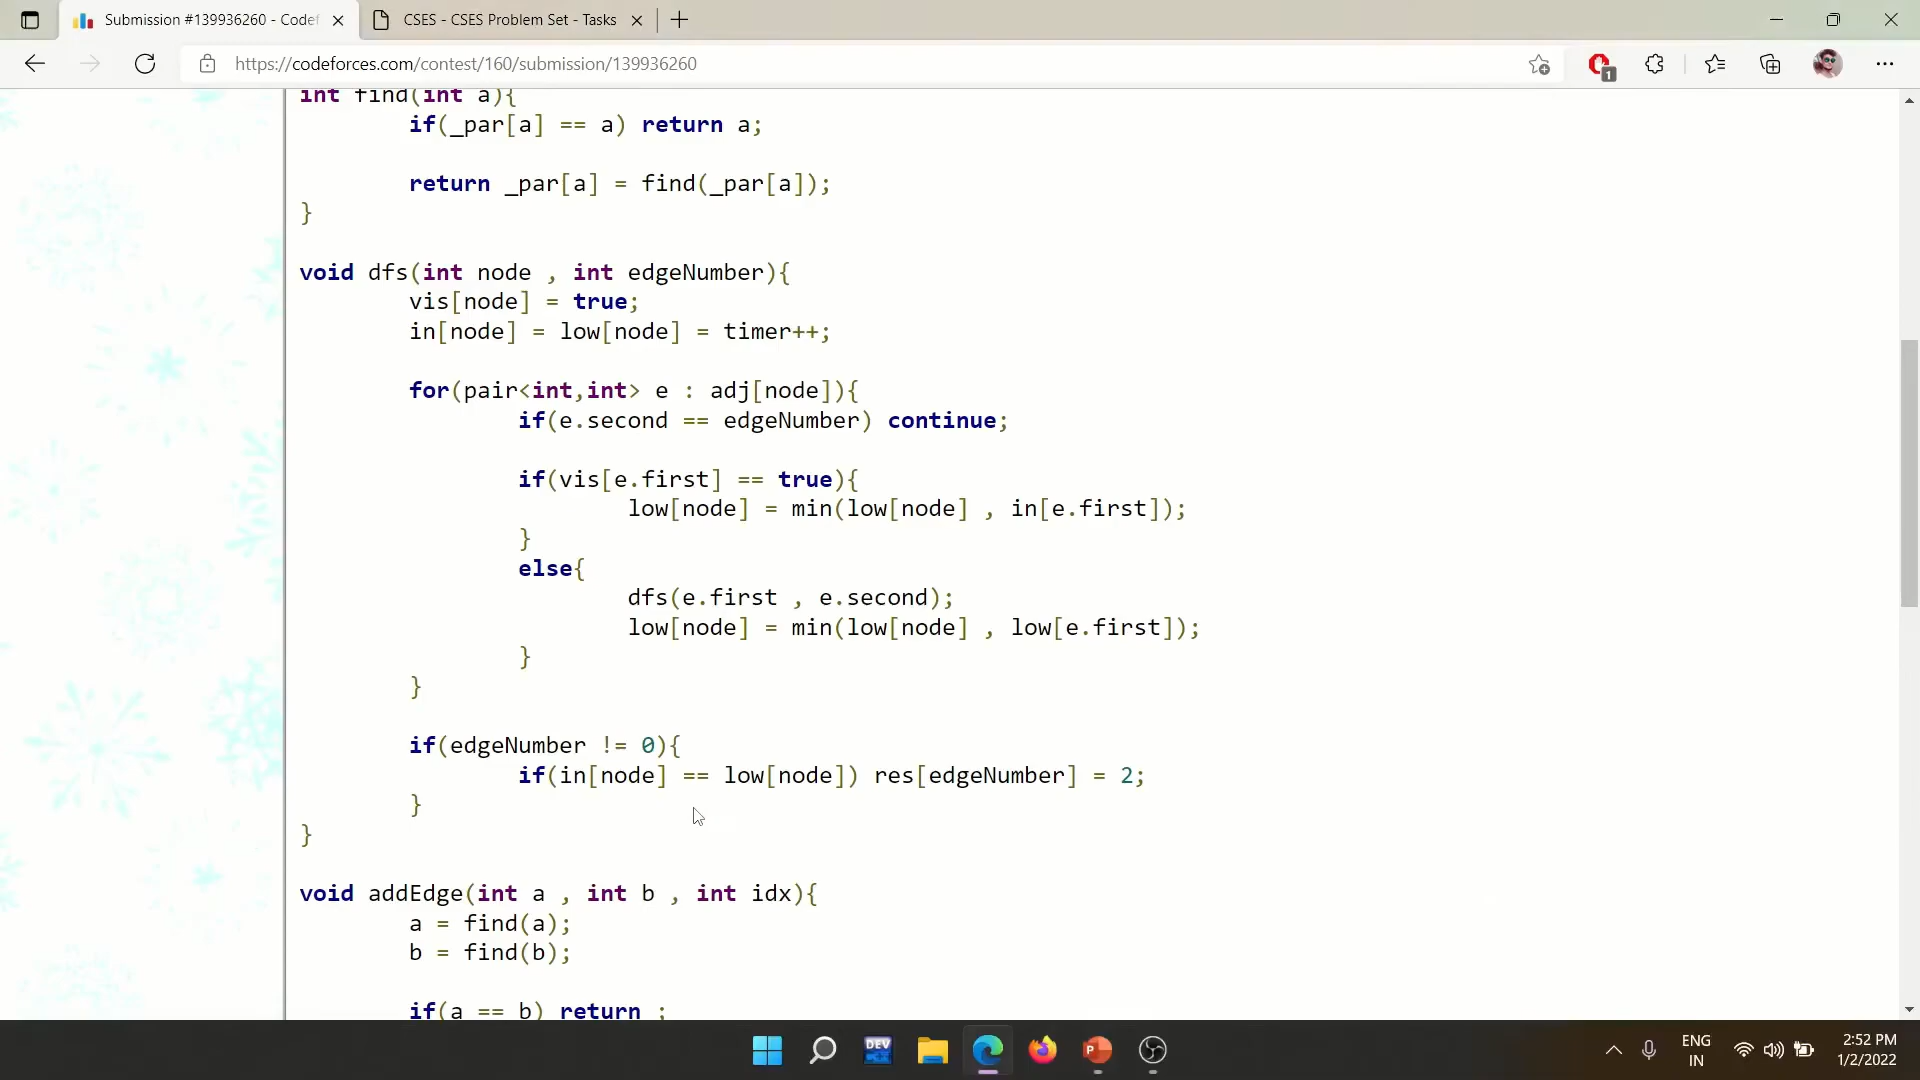 Submission #139936260 - Codef
CSES - CSES Problem Set - Tasks
https://codeforces.com/contest/160/submission/139936260
1
int find(int a){
if(_par[a] == a) return a;
return _par[a] = find(_par[a]);
}
void dfs(int node , int edgeNumber){
vis[node] = true;
in[node] = low[node] = timer++;
for(pair<int,int> e : adj[node]){
if(e.second == edgeNumber) continue;
if(vis[e.first] == true){
low[node] = min(low[node] , in[e.first]);
}
else{
dfs(e.first , e.second);
low[node] = min(low[node] , low[e.first]);
}
}
if(edgeNumber != 0){
if(in[node] == low[node]) res[edgeNumber] = 2;
}
}
void addEdge(int a , int b , int idx){
a = find(a);
b = find(b);
if(a == b) return ;
DEV
P
ENG
IN
2:52 PM
1/2/2022